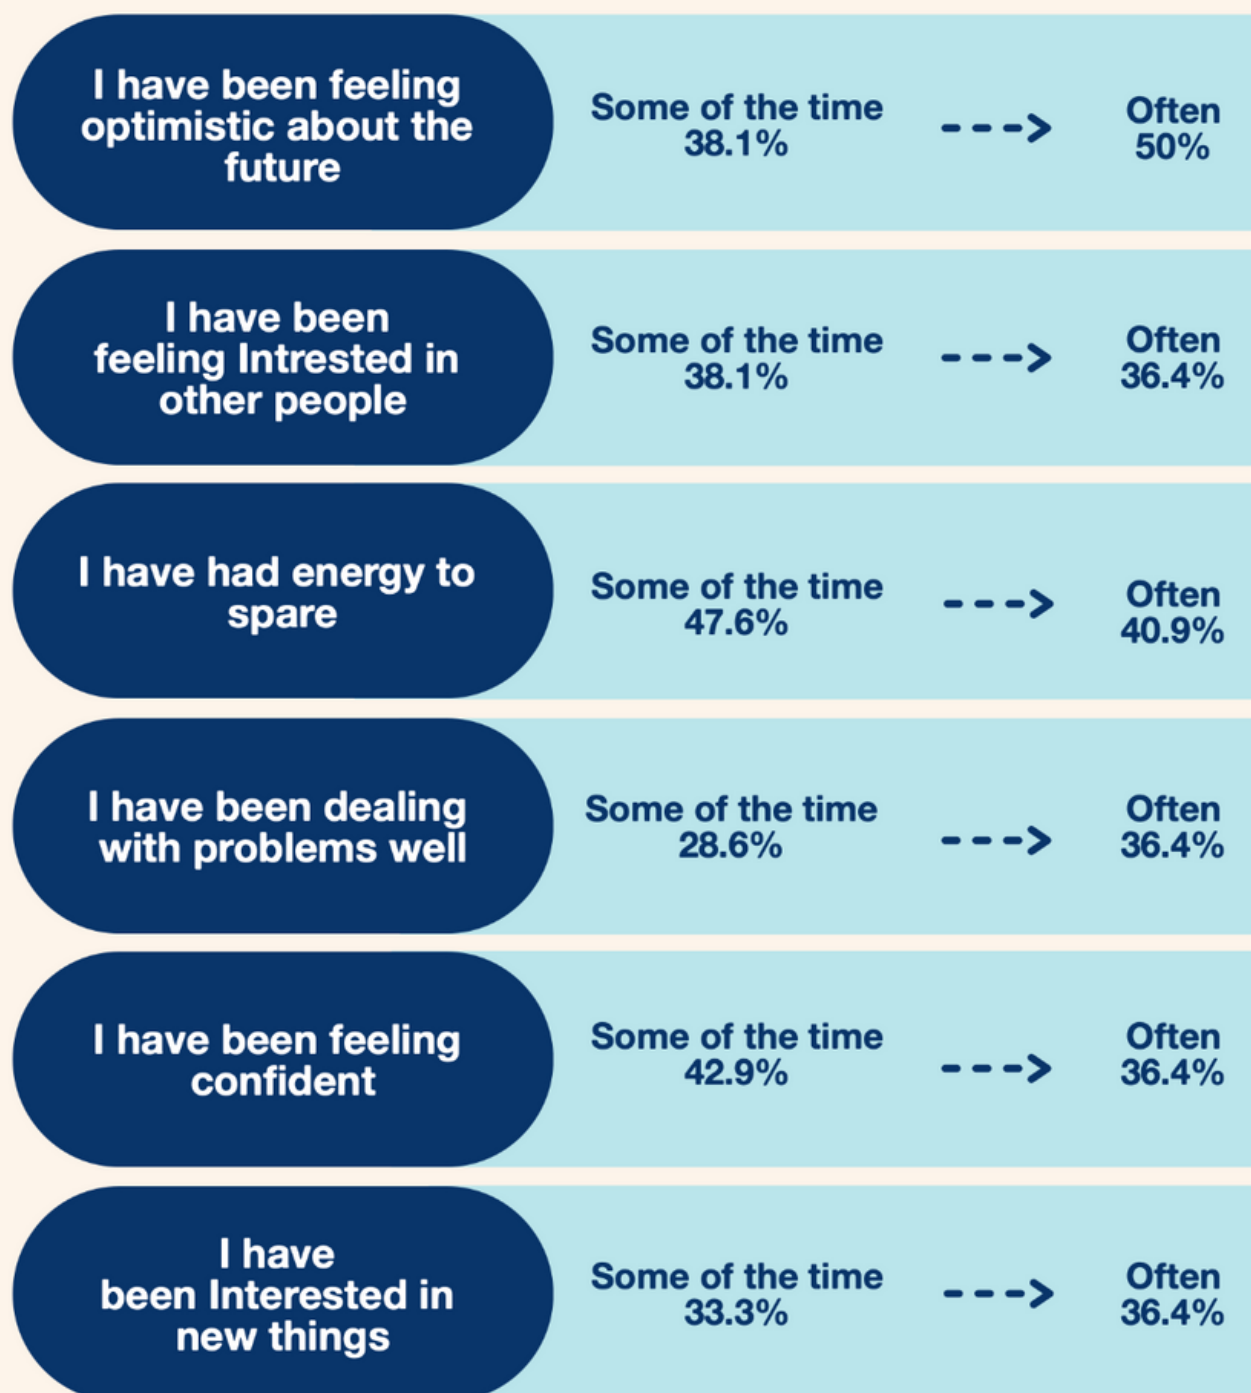 I have been feeling
optimistic about the
future
Some of the time
38.1%
Often
50%
I have been
feeling Intrested in
other people
Some of the time
38.1%
Often
36.4%
I have had energy to
spare
Some of the time
47.6%
Often
40.9%
I have been dealing
with problems well
Some of the time
28.6%
Often
36.4%
I have been feeling
confident
Some of the time
42.9%
Often
36.4%
I have
been Interested in
new things
Some of the time
33.3%
Often
36.4%